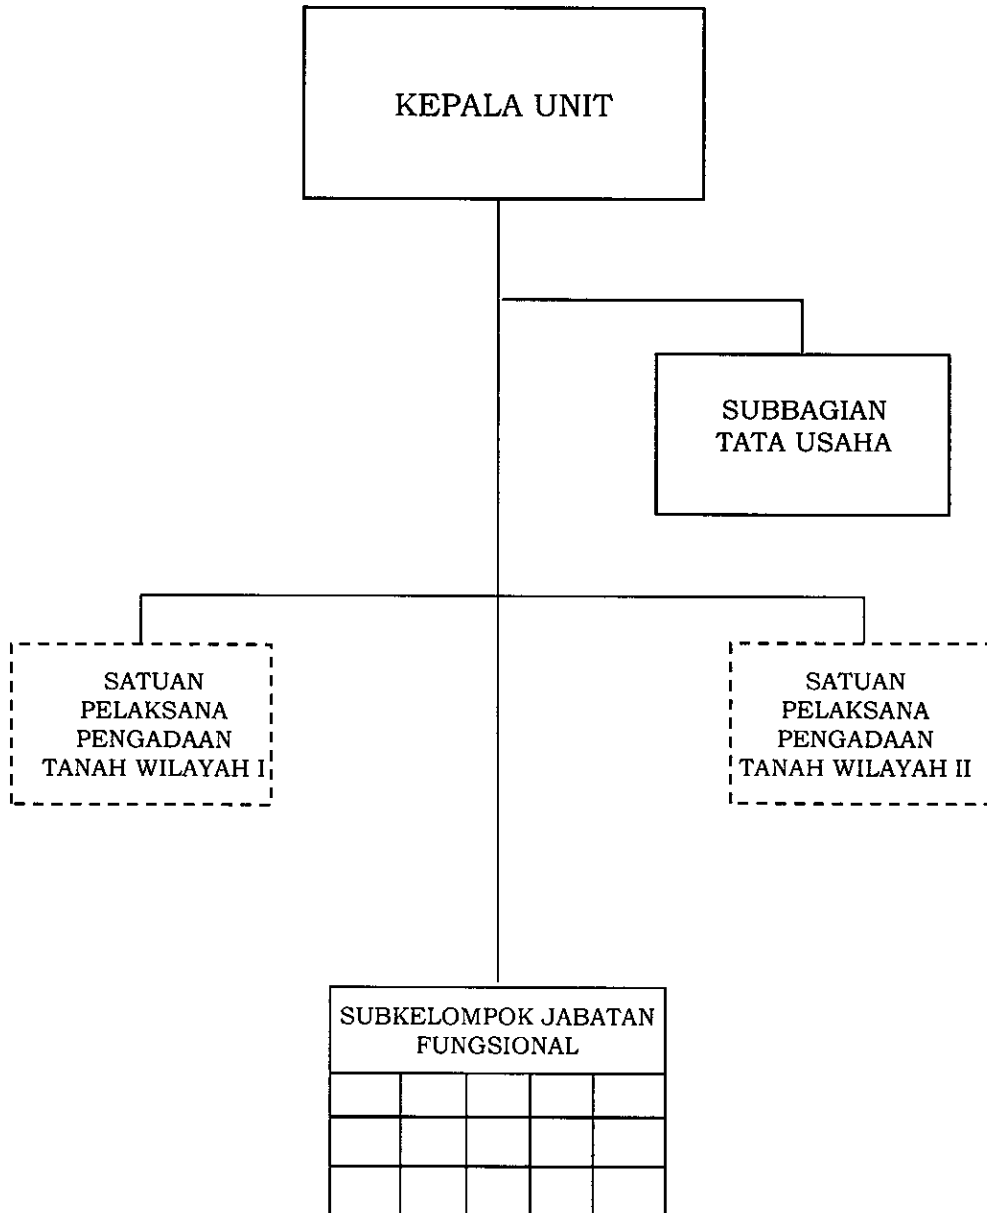 KEPALA UNIT
SUBBAGIAN
TATA USAHA
SATUAN
PELAKSANA
PENGADAAN
TANAH WILAYAH I
SATUAN
PELAKSANA
PENGADAAN
TANAH WILAYAH II
SUBKELOMPOK JABATAN
FUNGSIONAL